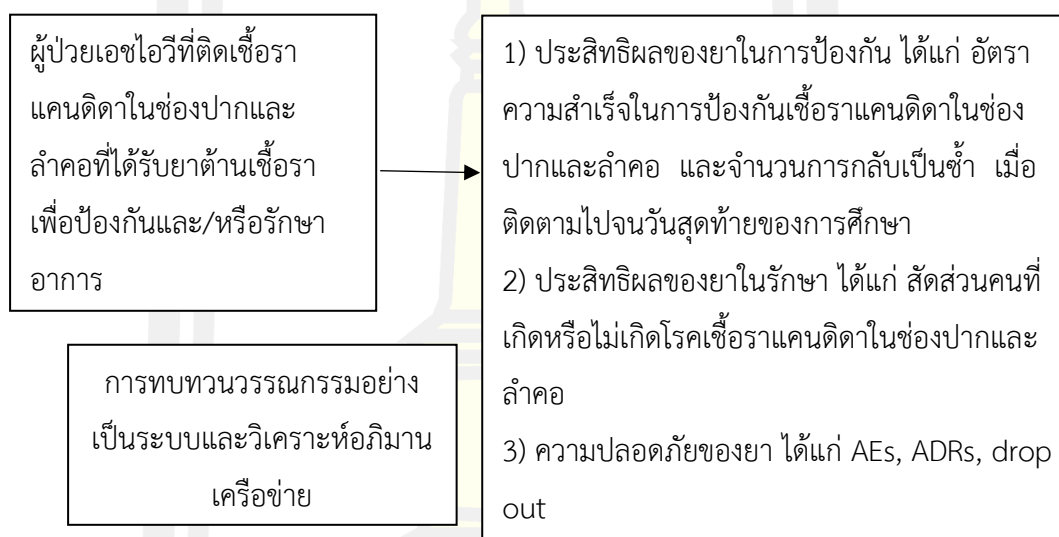 ผู้ป่วยเอชไอวีที่ติดเชื้อรา
แคนดิดาในช่องปากและ
ลำคอที่ได้รับยาต้านเชื้อรา
เพื่อป้องกันและ/หรือรักษา
อาการ
การทบทวนวรรณกรรมอย่าง
เป็นระบบและวิเคราะห์อภิมาน
เครือข่าย
1) ประสิทธิผลของยาในการป้องกัน ได้แก่ อัตรา
ความสำเร็จในการป้องกันเชื้อราแคนดิดาในช่อง
ปากและลำคอ และจำนวนการกลับเป็นซ้ำ เมื่อ
ติดตามไปจนวันสุดท้ายของการศึกษา
2) ประสิทธิผลของยาในรักษา ได้แก่ สัดส่วนคนที่
เกิดหรือไม่เกิดโรคเชื้อราแคนดิดาในช่องปากและ
ลำคอ
3) ความปลอดภัยของยา ได้แก่ AEs, ADRs, drop
out